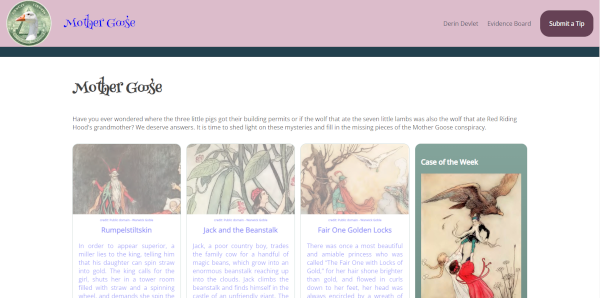 Mother Goose
Derin Devlet
Evidence Board
Submit a Tip
Mother Goose
Have you ever wondered where the three little pigs got their building permits or if the wolf that ate the seven little lambs was also the wolf that ate Red Riding
Hood's grandmother? We deserve answers. It is time to shed light on these mysteries and fill in the missing pieces of the Mother Goose conspiracy.
Rumpelstiltskin
In order to appear superior, a
miller lies to the king, telling him
that his daughter can spin straw
into gold. The king calls for the
girl, shuts her in a tower room
filled with straw and a spinning
wheel, and demands she spin the
Jack and the Beanstalk
Jack, a poor country boy, trades
the family cow for a handful of
magic beans, which grow into an
enormous beanstalk reaching up
into the clouds. Jack climbs the
beanstalk and finds himself in the
castle of an unfriendly giant. The
Fair One Golden Locks
There was once a most beautiful
and amiable princess who was
called "The Fair One with Locks of
Gold," for her hair shone brighter
than gold, and flowed in curls
down to her feet, her head was
always encircled by a wreath of
Case of the Week